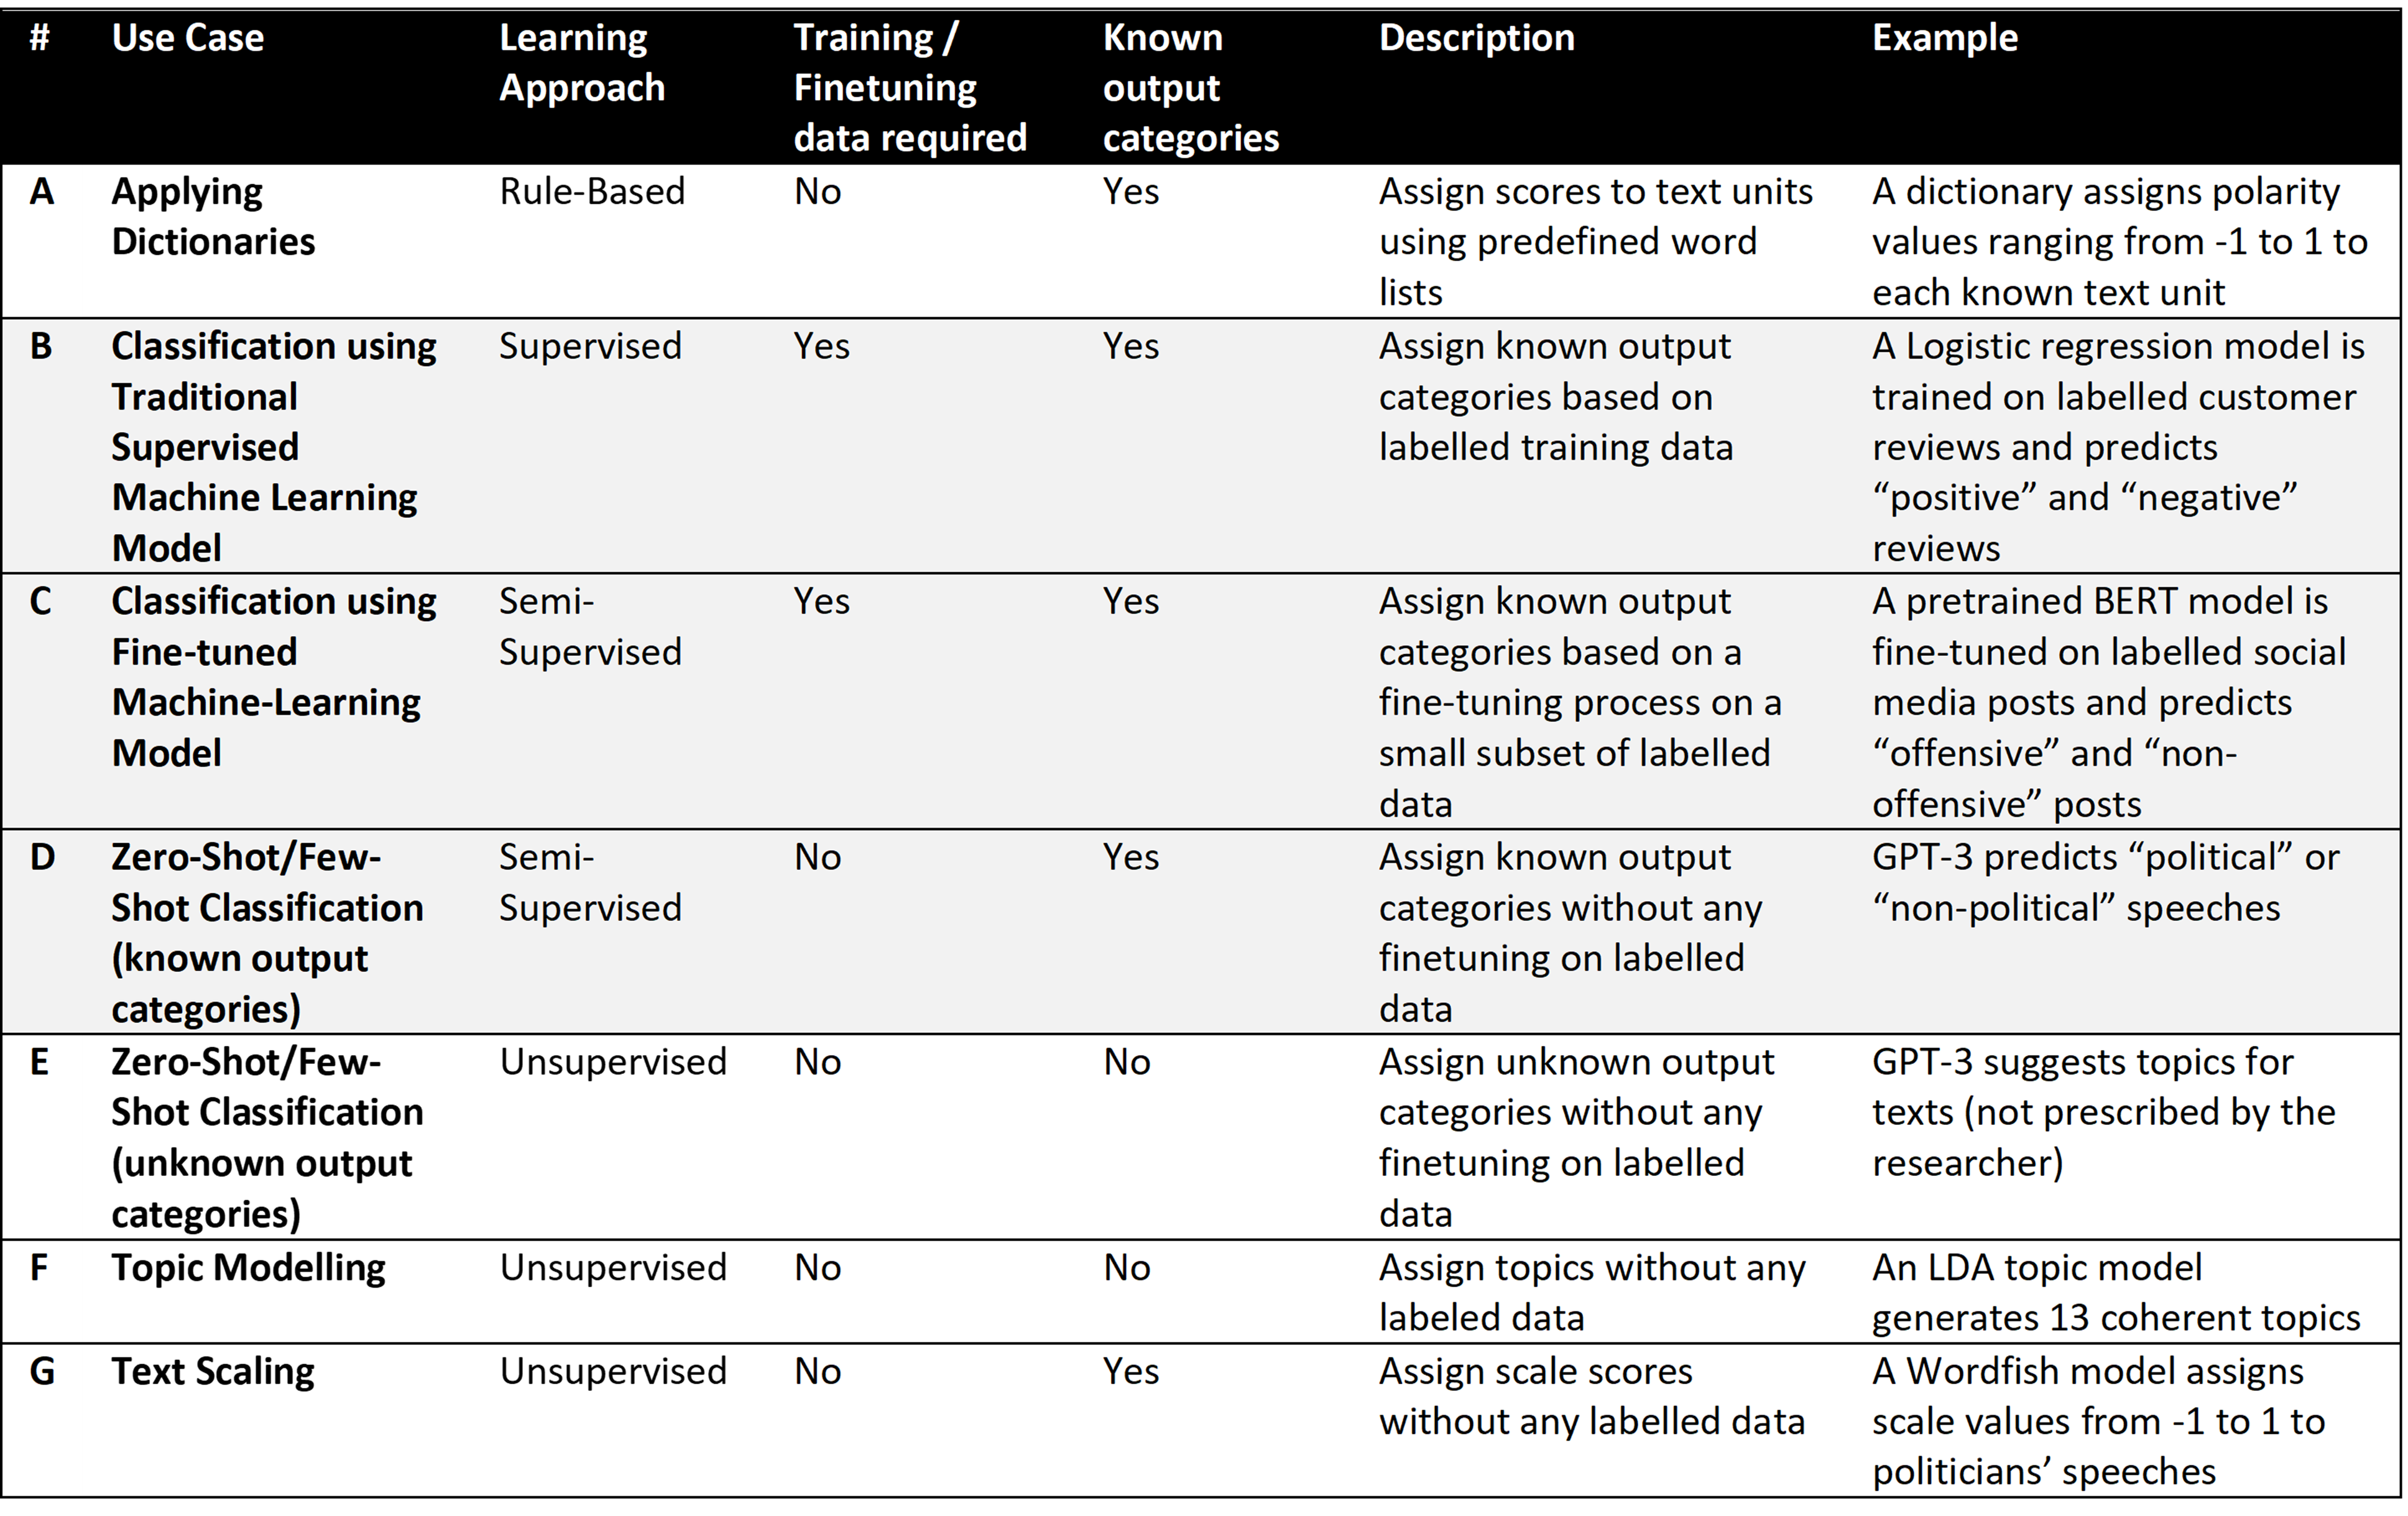 # Use Case Learning Approach Training / Finetuning data required Known output categories Description Example
A Applying Dictionaries Rule-Based No Yes Assign scores to text units using predefined word lists A dictionary assigns polarity values ranging from -1 to 1 to each known text unit
B Classification using Traditional Supervised Machine Learning Model Supervised Yes Yes Assign known output categories based on labelled training data A Logistic regression model is trained on labelled customer reviews and predicts “positive” and “negative” reviews
C Classification using Fine-tuned Machine-Learning Model Semi-Supervised Yes Yes Assign known output categories based on a fine-tuning process on a small subset of labelled data A pretrained BERT model is fine-tuned on labelled social media posts and predicts “offensive” and “non-offensive” posts
D Zero-Shot/Few-Shot Classification (known output categories) Semi-Supervised No Yes Assign known output categories without any finetuning on labelled data GPT-3 predicts “political” or “non-political” speeches
E Zero-Shot/Few-Shot Classification (unknown output categories) Unsupervised No No Assign unknown output categories without any finetuning on labelled data GPT-3 suggests topics for texts (not prescribed by the researcher)
F Topic Modelling Unsupervised No No Assign topics without any labeled data An LDA topic model generates 13 coherent topics
G Text Scaling Unsupervised No Yes Assign scale scores without any labelled data A Wordfish model assigns scale values from -1 to 1 to politicians’ speeches